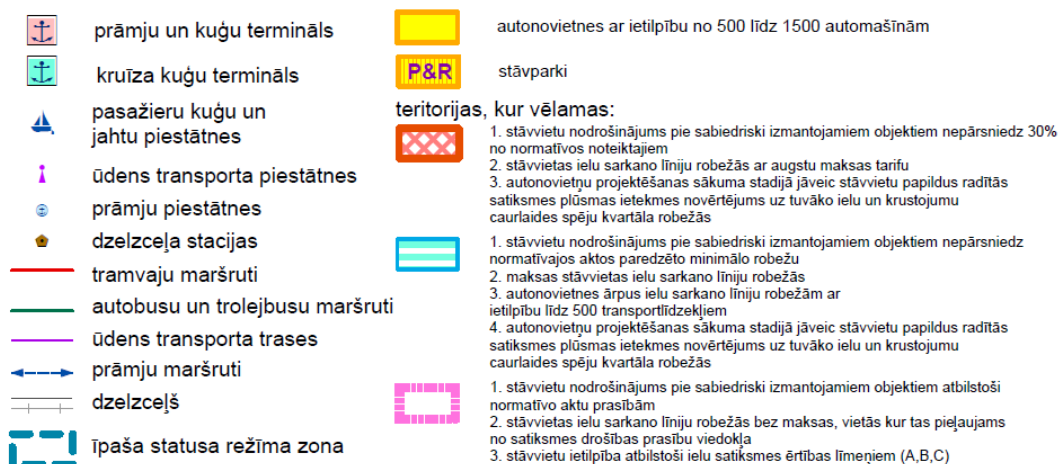 prāmju un kuģu termināls
kruīza kuģu termināls
pasažieru kuģu un
jahtu piestātnes
ūdens transporta piestātnes
prāmju piestātnes
dzelzceļa stacijas
tramvaju maršruti
autobusu un trolejbusu maršruti
ūdens transporta trases
prāmju maršruti
dzelzceļš
īpaša statusa režīma zona
autonovietnes ar ietilpību no 500 līdz 1500 automašīnām
P&R
stāvparki
teritorijas, kur vēlamas:
1. stāvvietu nodrošinājums pie sabiedriski izmantojamiem objektiem nepārsniedz 30%
no normatīvos noteiktajiem
2. stāvvietas ielu sarkano līniju robežās ar augstu maksas tarifu
3. autonovietņu projektēšanas sākuma stadijā jāveic stāvvietu papildus radītās
satiksmes plūsmas ietekmes novērtējums uz tuvāko ielu un krustojumu
caurlaides spēju kvartāla robežās
1. stāvvietu nodrošinājums pie sabiedriski izmantojamiem objektiem nepārsniedz
normatīvajos aktos paredzēto minimālo robežu
2. maksas stāvvietas ielu sarkano līniju robežās
3. autonovietnes ārpus ielu sarkano līniju robežām ar
ietilpību līdz 500 transportlīdzekļiem
4. autonovietņu projektēšanas sākuma stadijā jāveic stāvvietu papildus radītās
satiksmes plūsmas ietekmes novērtējums uz tuvāko ielu un krustojumu
caurlaides spēju kvartāla robežās
1. stāvvietu nodrošinājums pie sabiedriski izmantojamiem objektiem atbilstoši
normatīvo aktu prasībām
2. stāvvietas ielu sarkano līniju robežās bez maksas, vietās kur tas pieļaujams
no satiksmes drošības prasību viedokļa
3. stāvvietu ietilpība atbilstoši ielu satiksmes ērtības līmeņiem (A,B,C)